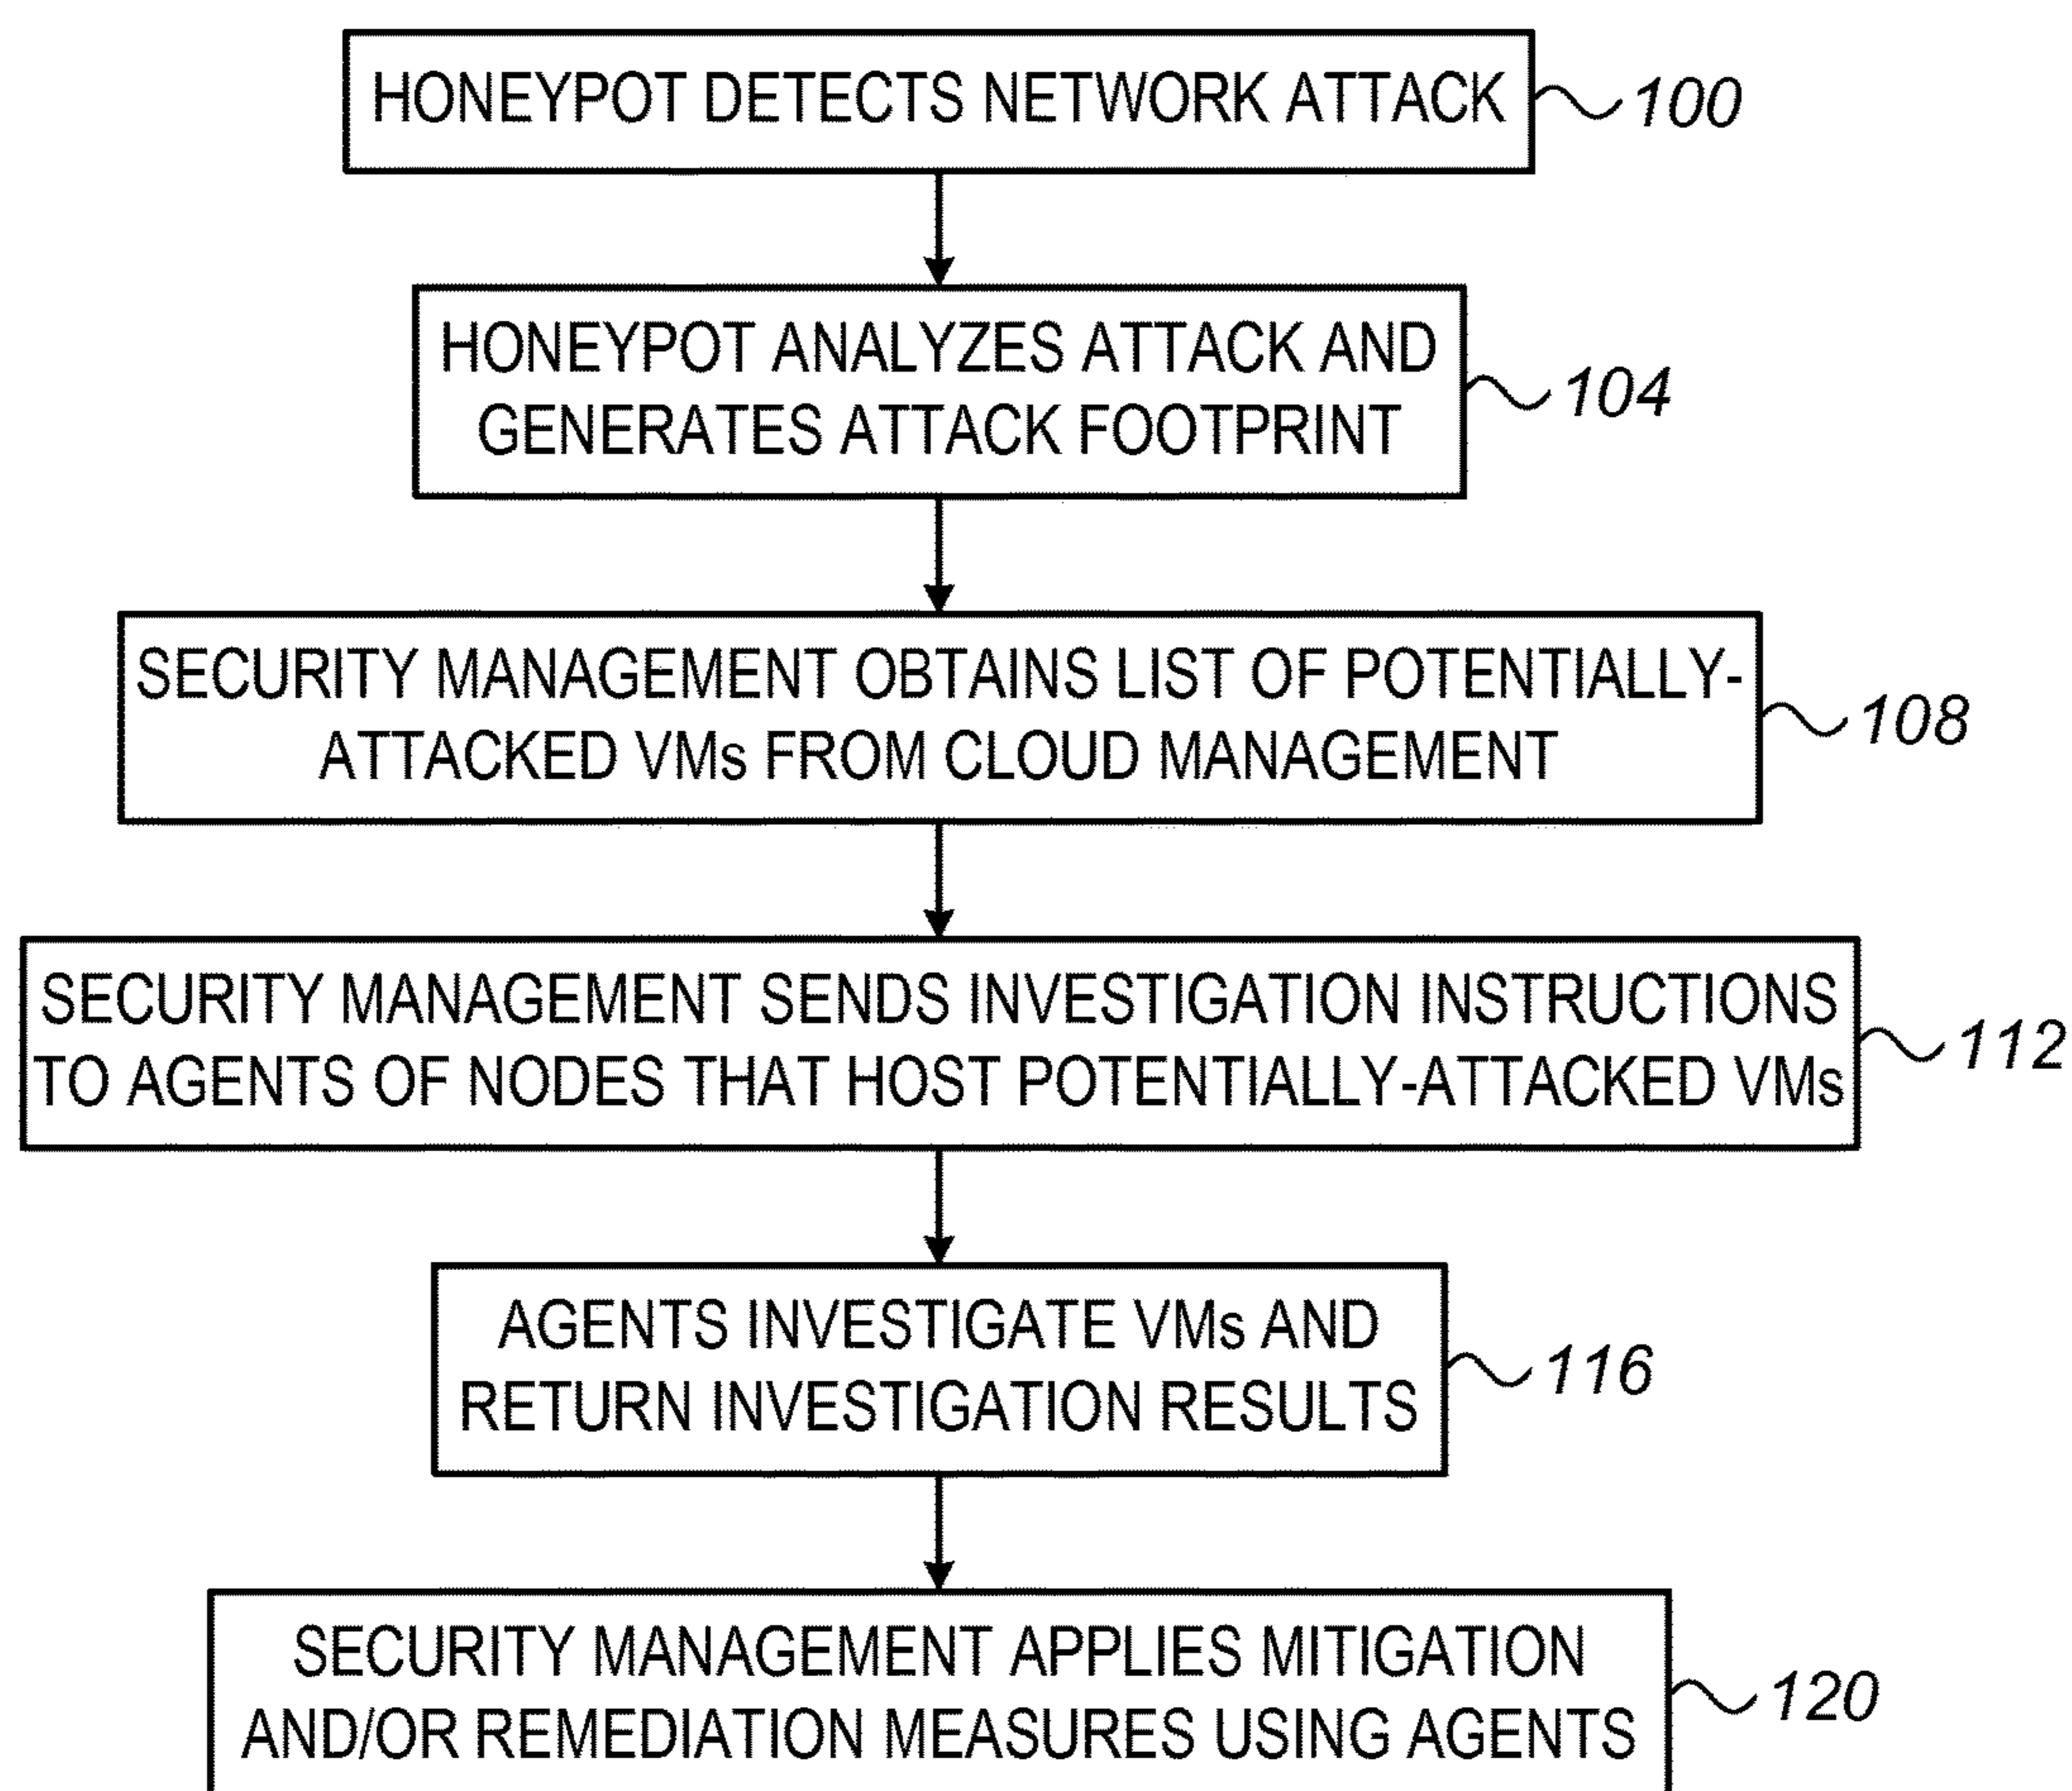 HONEYPOT DETECTS NETWORK ATTACK
100
HONEYPOT ANALYZES ATTACK AND
GENERATES ATTACK FOOTPRINT
104
SECURITY MANAGEMENT OBTAINS LIST OF POTENTIALLY-
ATTACKED VMs FROM CLOUD MANAGEMENT
108
SECURITY MANAGEMENT SENDS INVESTIGATION INSTRUCTIONS
TO AGENTS OF NODES THAT HOST POTENTIALLY-ATTACKED VMs
112
AGENTS INVESTIGATE VMs AND
RETURN INVESTIGATION RESULTS
116
SECURITY MANAGEMENT APPLIES MITIGATION
AND/OR REMEDIATION MEASURES USING AGENTS
120